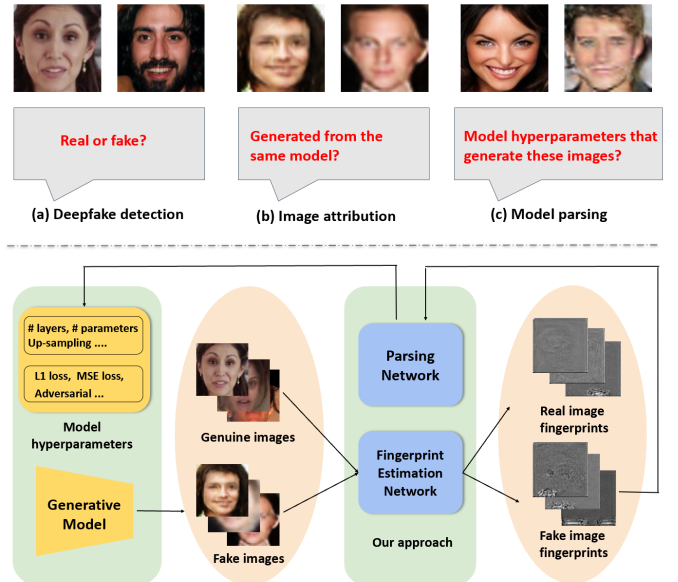 Real or fake?
Generated from the
same model?
Model hyperparameters that
generate these images?
(a) Deepfake detection
(b) Image attribution
(c) Model parsing
# layers, # parameters
Up-sampling ....
L1 loss, MSE loss,
Adversarial ...
Model
hyperparameters
Generative
Model
Genuine images
Fake images
Parsing
Network
Fingerprint
Estimation
Network
Our approach
Real image
fingerprints
Fake image
fingerprints